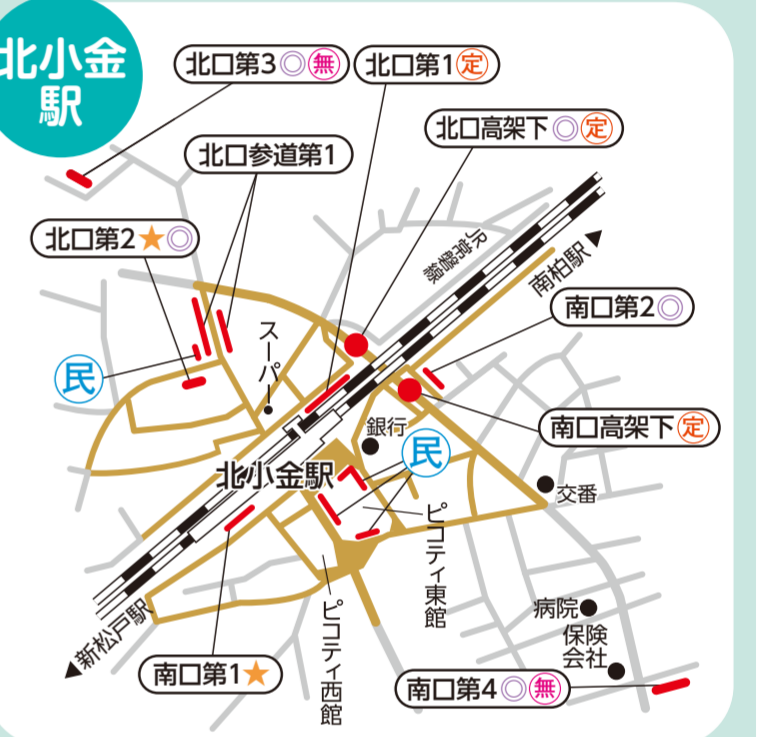 北小金
駅
北口第3◎無
北口第1定
北口高架下◎定
北口参道第1
北口第2★◎
JR常磐線
南柏駅▶
南口第2◎
スーパー
民
銀行
南口高架下定
民
北小金駅
交番
ピコティ東館
ピコティ西館
病院
保険
会社
◀新松戸駅
南口第1★
南口第4◎無